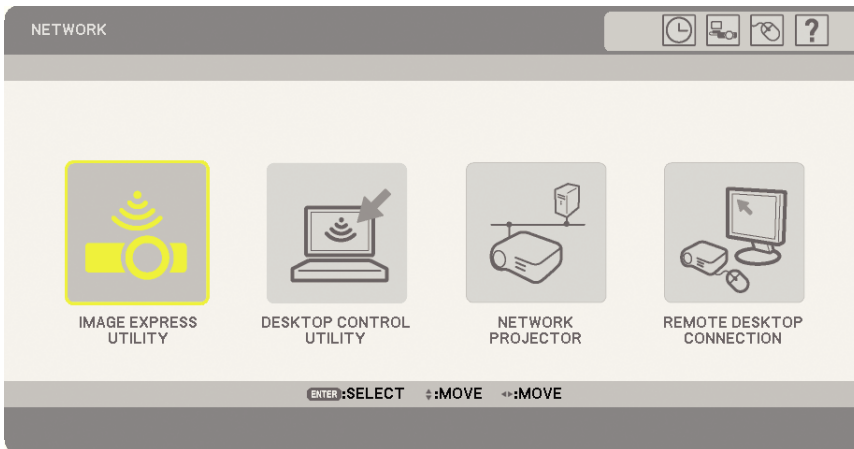 NETWORK
?
IMAGE EXPRESS
UTILITY
DESKTOP CONTROL
UTILITY
NETWORK
PROJECTOR
REMOTE DESKTOP
CONNECTION
ENTER:SELECT :MOVE :MOVE